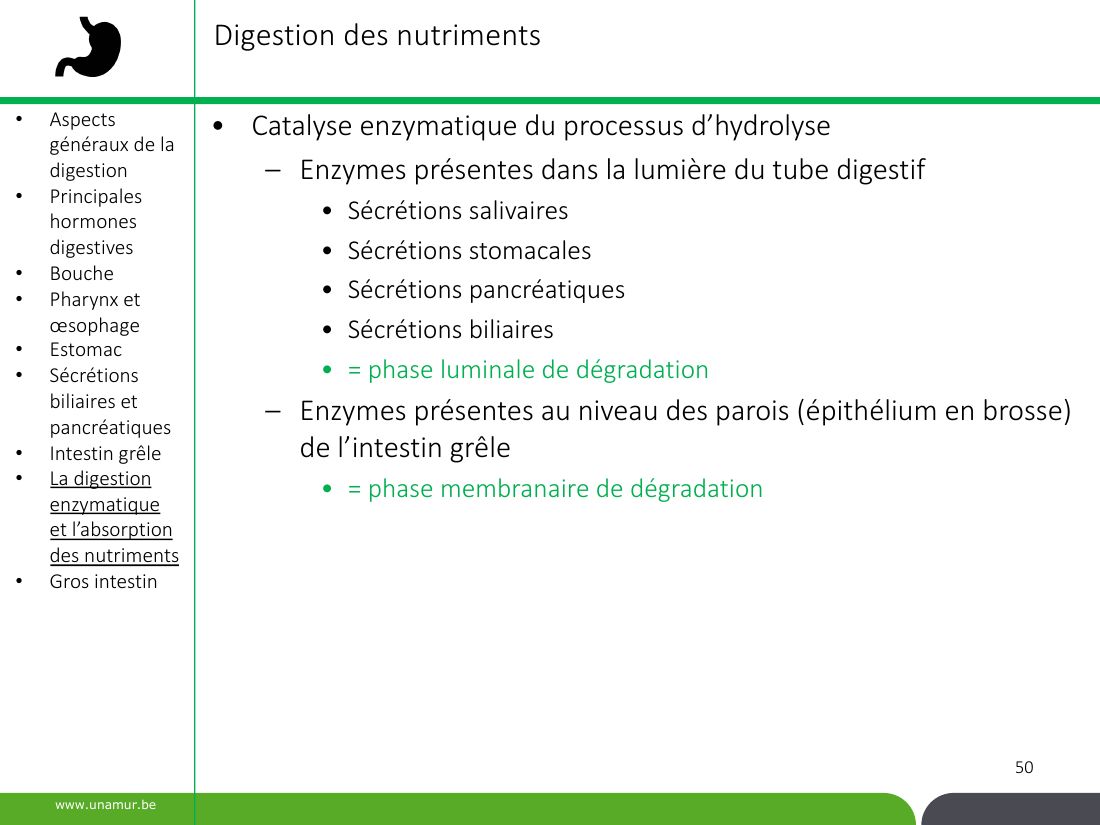 Digestion des nutriments
• Aspects
généraux de la
digestion
• Principales
hormones
digestives
• Bouche
• Pharynx et
œsophage
• Estomac
• Sécrétions
biliaires et
pancréatiques
• Intestin grêle
• La digestion
enzymatique
et l’absorption
des nutriments
• Gros intestin
• Catalyse enzymatique du processus d’hydrolyse
– Enzymes présentes dans la lumière du tube digestif
• Sécrétions salivaires
• Sécrétions stomacales
• Sécrétions pancréatiques
• Sécrétions biliaires
• = phase luminale de dégradation
– Enzymes présentes au niveau des parois (épithélium en brosse)
de l’intestin grêle
• = phase membranaire de dégradation
50
www.unamur.be